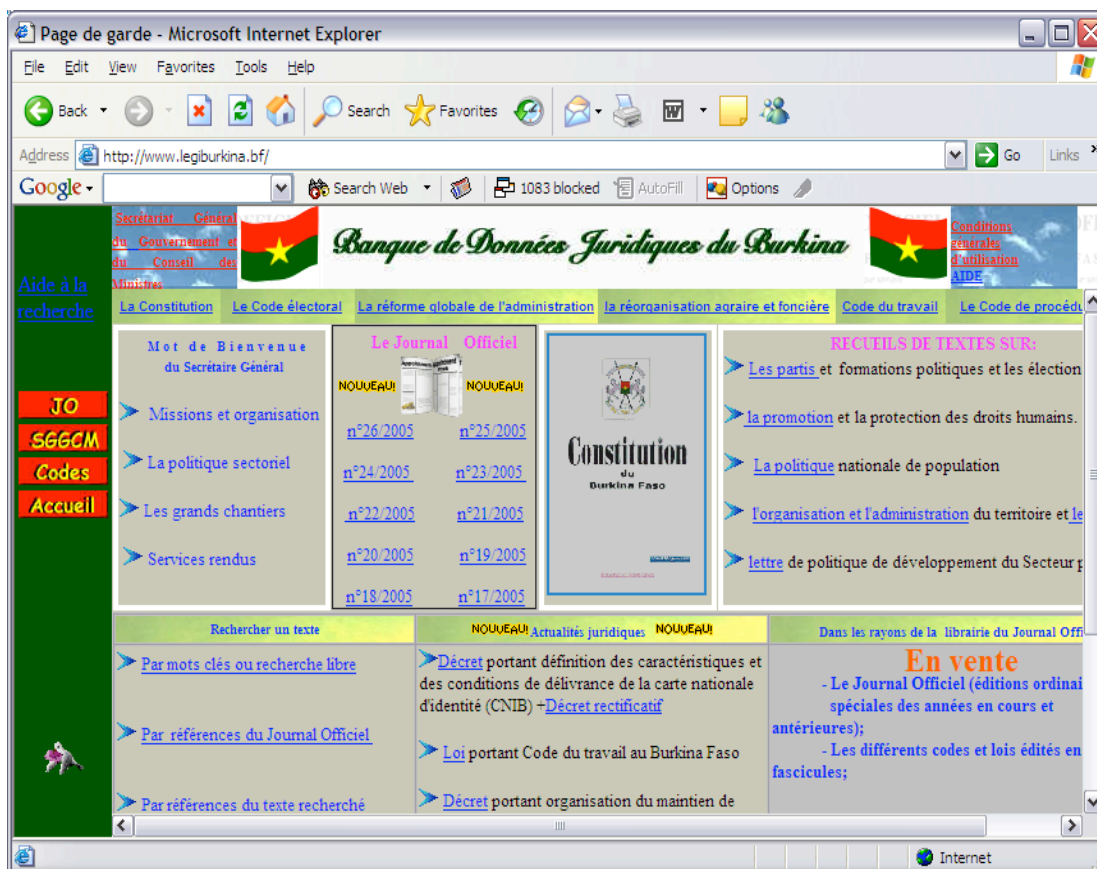 Page de garde - Microsoft Internet Explorer
File Edit View Favorites Tools Help
Back Search Favorites
Address http://www.legiburkina.bf/ Go Links »
Google Search Web 1083 blocked AutoFill Options
Aide à la
recherche
JO
SGGCM
Codes
Accueil
Secrétariat Général
du Gouvernement et
du Conseil des
Ministres
Banque de Données Juridiques du Burkina
Conditions
générales
d'utilisation
AIDE
La Constitution Le Code électoral La réforme globale de l'administration la réorganisation agraire et foncière Code du travail Le Code de procédu
Mot de Bienvenue
du Secrétaire Général
Missions et organisation
La politique sectoriel
Les grands chantiers
Services rendus
Le Journal Officiel
NOUVEAU! NOUVEAU!
n°26/2005 n°25/2005
n°24/2005 n°23/2005
n°22/2005 n°21/2005
n°20/2005 n°19/2005
n°18/2005 n°17/2005
Constitution
du
Burkina Faso
RECUEILS DE TEXTES SUR:
Les partis et formations politiques et les élection
la promotion et la protection des droits humains.
La politique nationale de population
l'organisation et l'administration du territoire et le
lettre de politique de développement du Secteur p
Rechercher un texte
Par mots clés ou recherche libre
Par références du Journal Officiel
Par références du texte recherché
NOUVEAU! Actualités juridiques NOUVEAU!
Décret portant définition des caractéristiques et
des conditions de délivrance de la carte nationale
d'identité (CNIB) +Décret rectificatif
Loi portant Code du travail au Burkina Faso
Décret portant organisation du maintien de
Dans les rayons de la librairie du Journal Offi
En vente
- Le Journal Officiel (éditions ordinai
spéciales des années en cours et
antérieures);
- Les différents codes et lois édités en
fascicules;
Internet